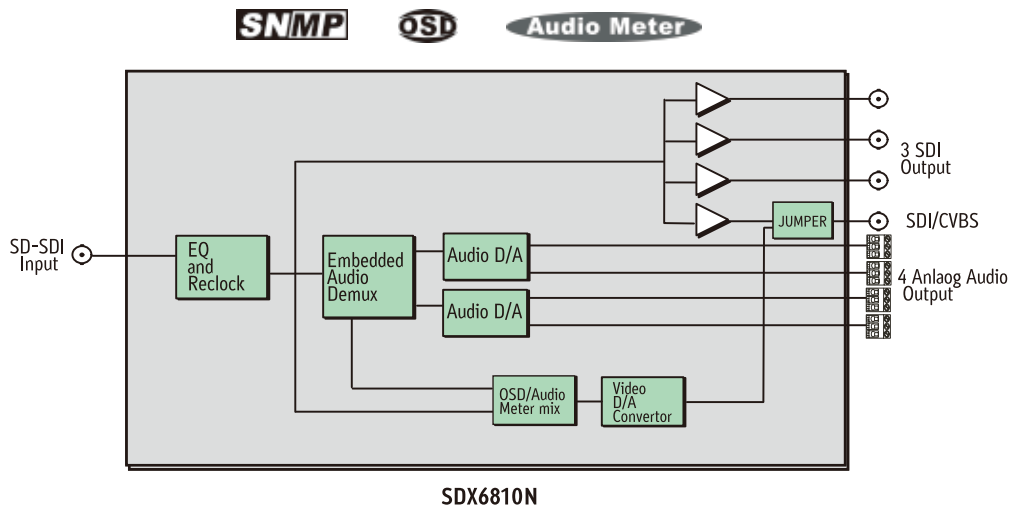 SNMP OSD Audio Meter
3 SDI
Output
SDI/CVBS
JUMPER
SD-SDI
Input
EQ
and
Reclock
Embedded
Audio
Demux
Audio D/A
Audio D/A
4 Anlaog Audio
Output
OSD/Audio
Meter mix
Video
D/A
Convertor
SDX6810N